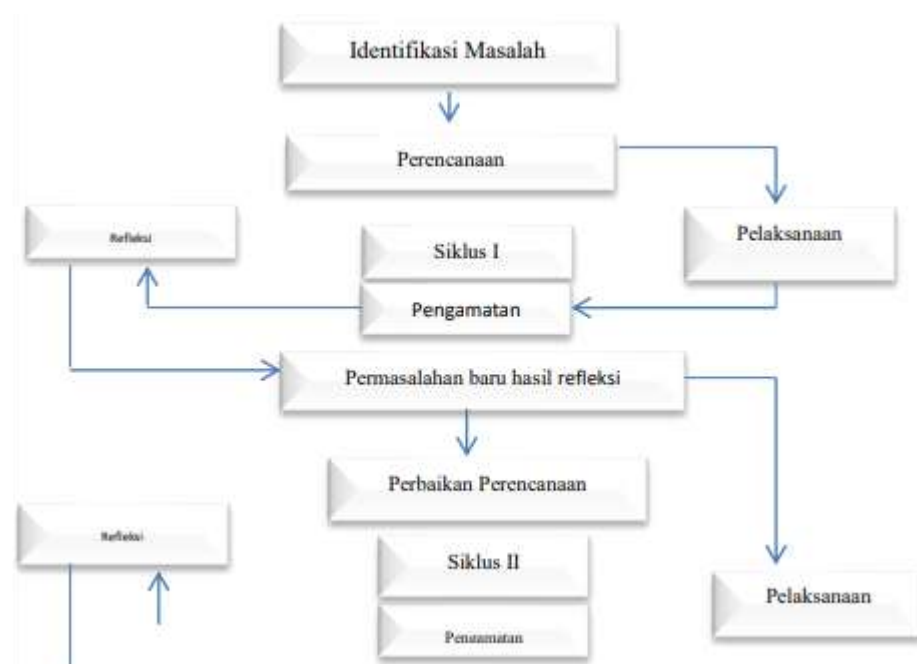 Identifikasi Masalah
Perencanaan
Pelaksanaan
Refleksi
Siklus I
Pengamatan
Permasalahan baru hasil refleksi
Perbaikan Perencanaan
Refleksi
Siklus II
Pelaksanaan
Pengamatan